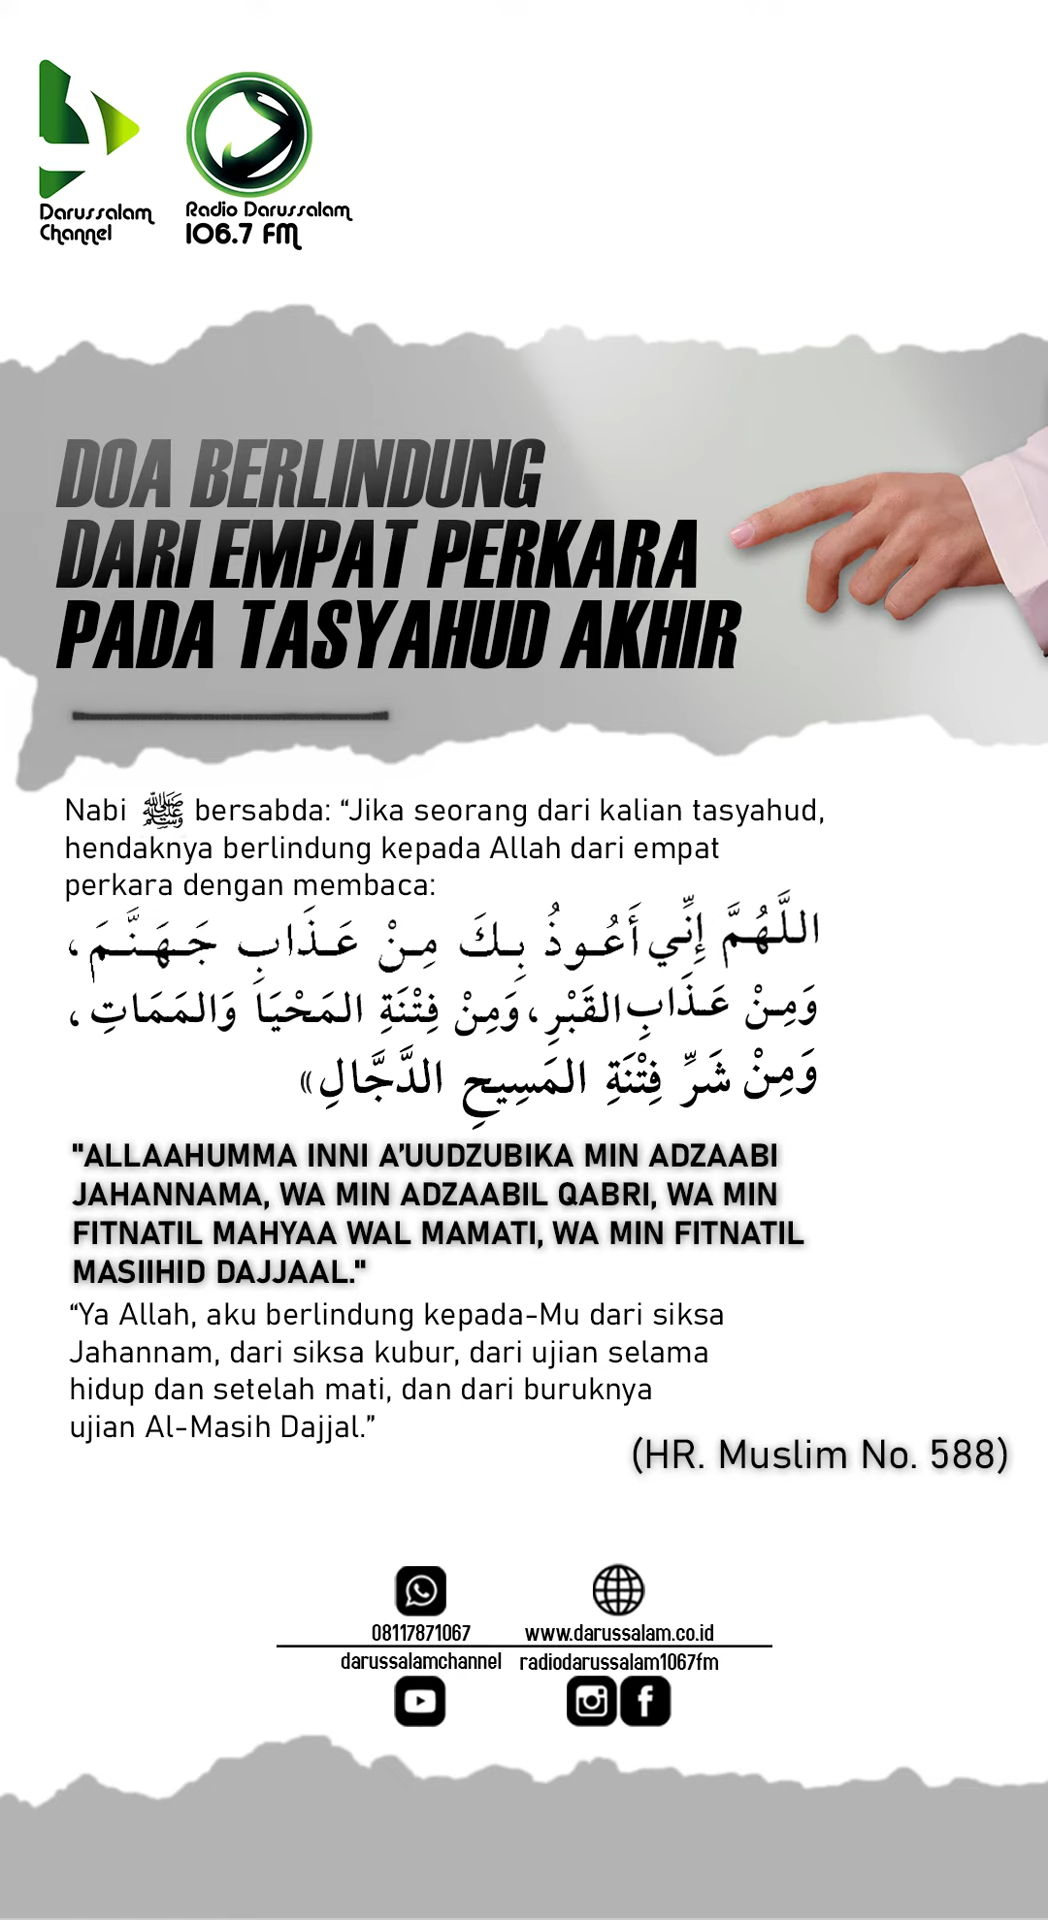 Darussalam
Channel
Radio Darussalam
106.7 FM
DOA BERLINDUNG
DARI EMPAT PERKARA
PADA TASYAHUD AKHIR
Nabi ﷺ bersabda: “Jika seorang dari kalian tasyahud,
hendaknya berlindung kepada Allah dari empat
perkara dengan membaca:
اللَّهُمَّ إِنِّي أَعُوذُ بِكَ مِنْ عَذَابِ جَهَنَّمَ،
وَمِنْ عَذَابِ القَبْرِ، وَمِنْ فِتْنَةِ المَحْيَا وَالمَمَاتِ،
وَمِنْ شَرِّ فِتْنَةِ المَسِيحِ الدَّجَّالِ»
"ALLAAHUMMA INNI A’UUDZUBIKA MIN ADZAABI
JAHANNAMA, WA MIN ADZAABIL QABRI, WA MIN
FITNATIL MAHYAA WAL MAMATI, WA MIN FITNATIL
MASIIHID DAJJAAL."
“Ya Allah, aku berlindung kepada-Mu dari siksa
Jahannam, dari siksa kubur, dari ujian selama
hidup dan setelah mati, dan dari buruknya
ujian Al-Masih Dajjal.”
(HR. Muslim No. 588)
08117871067
www.darussalam.co.id
darussalamchannel
radiodarussalam1067fm